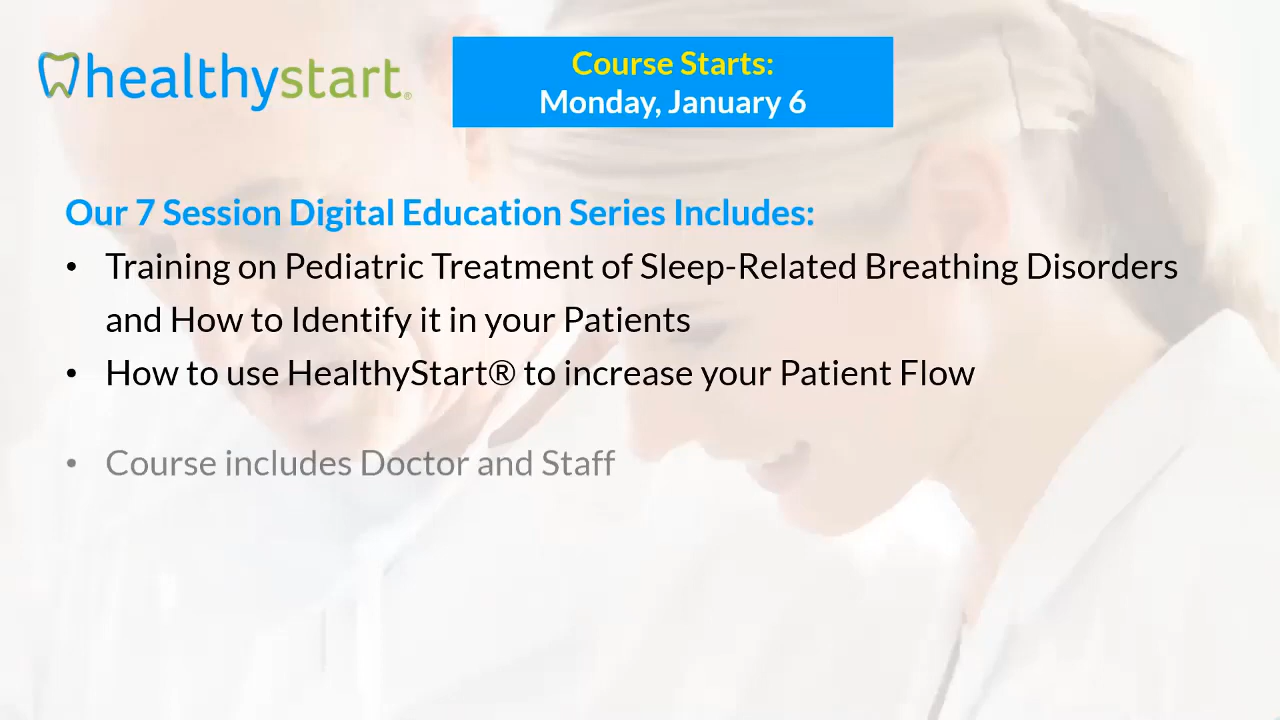 healthystart®
Course Starts:
Monday, January 6
Our 7 Session Digital Education Series Includes:
• Training on Pediatric Treatment of Sleep-Related Breathing Disorders
and How to Identify it in your Patients
• How to use HealthyStart® to increase your Patient Flow
• Course includes Doctor and Staff